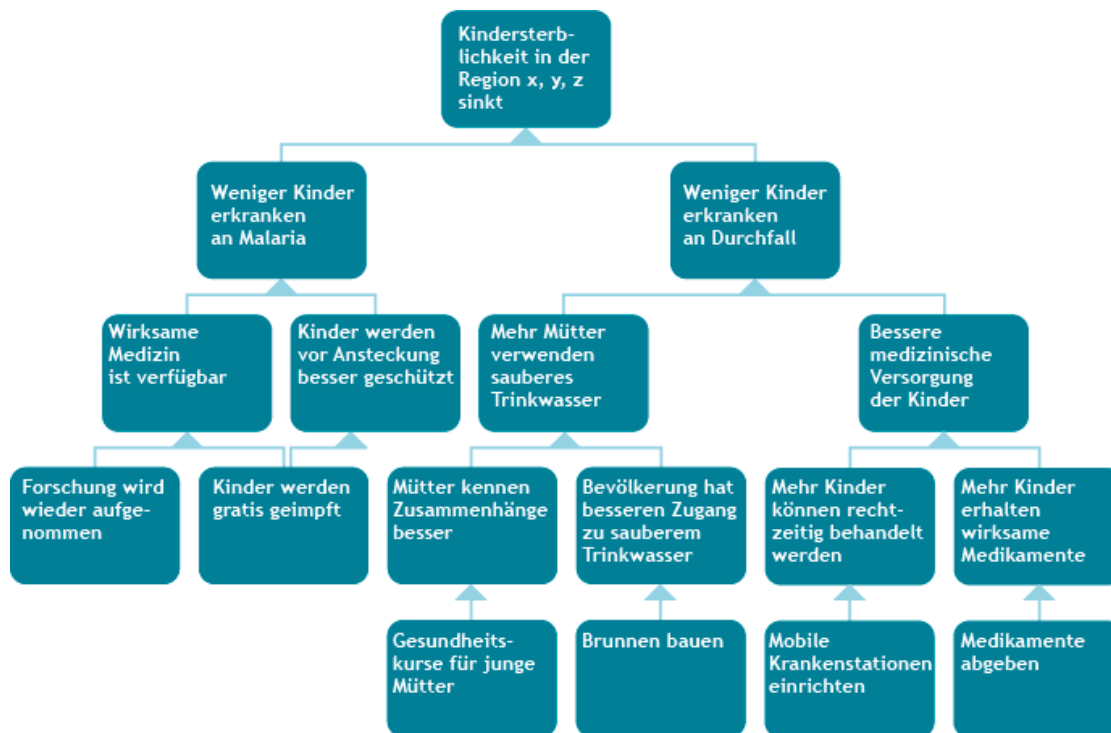 Kindersterb-
lichkeit in der
Region x, y, z
sinkt
Weniger Kinder
erkranken
an Malaria
Weniger Kinder
erkranken
an Durchfall
Wirksame
Medizin
ist verfügbar
Kinder werden
vor Ansteckung
besser geschützt
Mehr Mütter
verwenden
sauberes
Trinkwasser
Bessere
medizinische
Versorgung
der Kinder
Forschung wird
wieder aufge-
nommen
Kinder werden
gratis geimpft
Mütter kennen
Zusammenhänge
besser
Bevölkerung hat
besseren Zugang
zu sauberem
Trinkwasser
Mehr Kinder
können recht-
zeitig behandelt
werden
Mehr Kinder
erhalten
wirksame
Medikamente
Gesundheits-
kurse für junge
Mütter
Brunnen bauen
Mobile
Krankenstationen
einrichten
Medikamente
abgeben